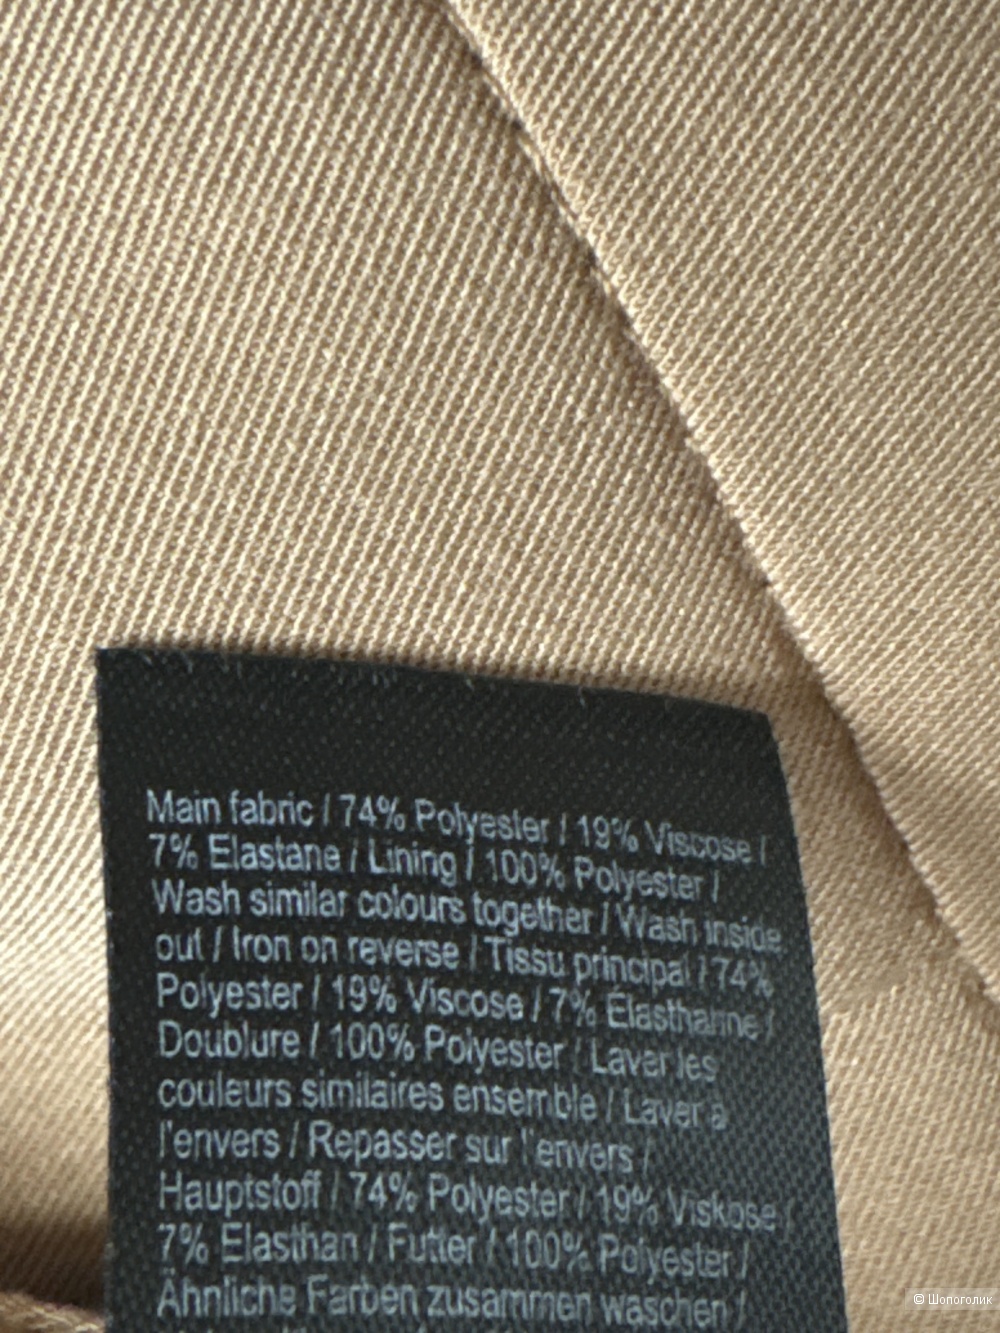 Main fabric / 74% Polyester / 19% Viscose /
7% Elastane / Lining / 100% Polyester /
Wash similar colours together / Wash inside
out / Iron on reverse / Tissu principal / 74%
Polyester / 19% Viscose / 7% Elasthanne /
Doublure / 100% Polyester / Laver les
couleurs similaires ensemble / Laver à
l'envers / Repasser sur l'envers /
Hauptstoff / 74% Polyester / 19% Viskose /
7% Elasthan / Futter / 100% Polyester /
Ähnliche Farben zusammen waschen /
© Шопоголик